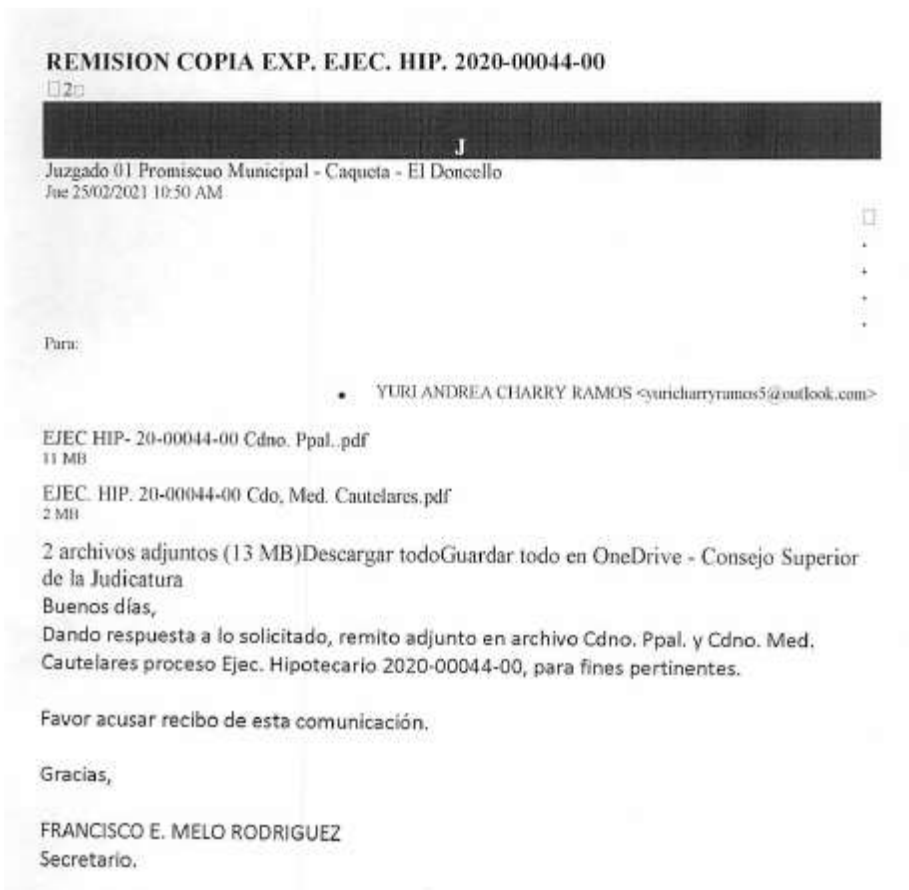 REMISION COPIA EXP. EJEC. HIP. 2020-00044-00
2
J
Juzgado 01 Promiscuo Municipal - Caqueta - El Doncello
Jue 25/02/2021 10:50 AM
Para:
• YURI ANDREA CHARRY RAMOS <yuricharryramos5@outlook.com>
EJEC HIP- 20-00044-00 Cdno. Ppal..pdf
11 MB
EJEC. HIP. 20-00044-00 Cdo, Med. Cautelares.pdf
2 MB
2 archivos adjuntos (13 MB)Descargar todoGuardar todo en OneDrive - Consejo Superior
de la Judicatura
Buenos días,
Dando respuesta a lo solicitado, remito adjunto en archivo Cdno. Ppal. y Cdno. Med.
Cautelares proceso Ejec. Hipotecario 2020-00044-00, para fines pertinentes.
Favor acusar recibo de esta comunicación.
Gracias,
FRANCISCO E. MELO RODRIGUEZ
Secretario.